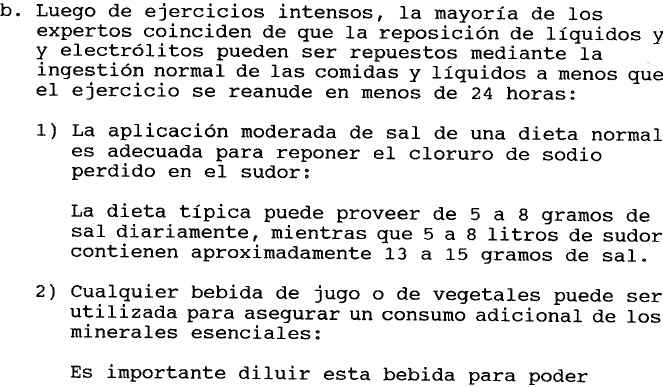 b. Luego de ejercicios intensos, la mayoría de los
expertos coinciden de que la reposición de líquidos y
y electrólitos pueden ser repuestos mediante la
ingestión normal de las comidas y líquidos a menos que
el ejercicio se reanude en menos de 24 horas:
1) La aplicación moderada de sal de una dieta normal
es adecuada para reponer el cloruro de sodio
perdido en el sudor:
La dieta típica puede proveer de 5 a 8 gramos de
sal diariamente, mientras que 5 a 8 litros de sudor
contienen aproximadamente 13 a 15 gramos de sal.
2) Cualquier bebida de jugo o de vegetales puede ser
utilizada para asegurar un consumo adicional de los
minerales esenciales:
Es importante diluir esta bebida para poder